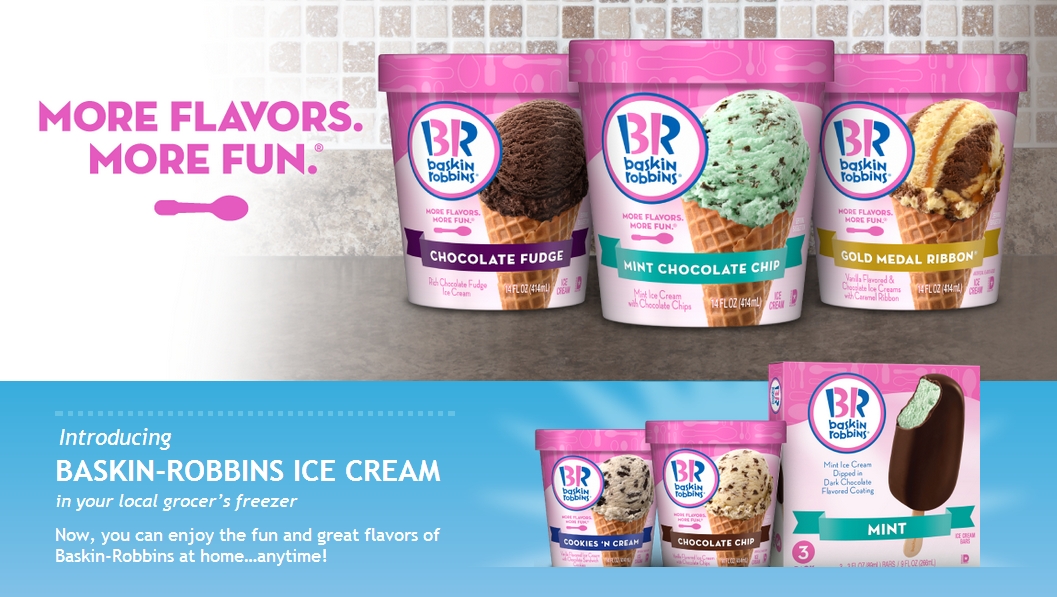 MORE FLAVORS.
MORE FUN.®
BR
baskin
robbins®
MORE FLAVORS.
MORE FUN.®
CHOCOLATE FUDGE
Rich Chocolate Fudge
Ice Cream
14 FL OZ (414mL)
ICE
CREAM
BR
baskin
robbins®
MORE FLAVORS.
MORE FUN.®
MINT CHOCOLATE CHIP
Mint Ice Cream
with Chocolate Chips
14 FL OZ (414mL)
ICE
CREAM
BR
baskin
robbins®
MORE FLAVORS.
MORE FUN.®
GOLD MEDAL RIBBON®
Vanilla Flavored &
Chocolate Ice Creams
with Caramel Ribbon
14 FL OZ (414mL)
ICE
CREAM
Introducing
BASKIN-ROBBINS ICE CREAM
in your local grocer's freezer
Now, you can enjoy the fun and great flavors of
Baskin-Robbins at home...anytime!
BR
baskin
robbins®
MORE FLAVORS.
MORE FUN.®
COOKIES 'N CREAM
BR
baskin
robbins®
MORE FLAVORS.
MORE FUN.®
CHOCOLATE CHIP
BR
baskin
robbins®
Mint Ice Cream
Dipped in
Dark Chocolate
Flavored Coating
MINT
3
ICE CREAM
BARS